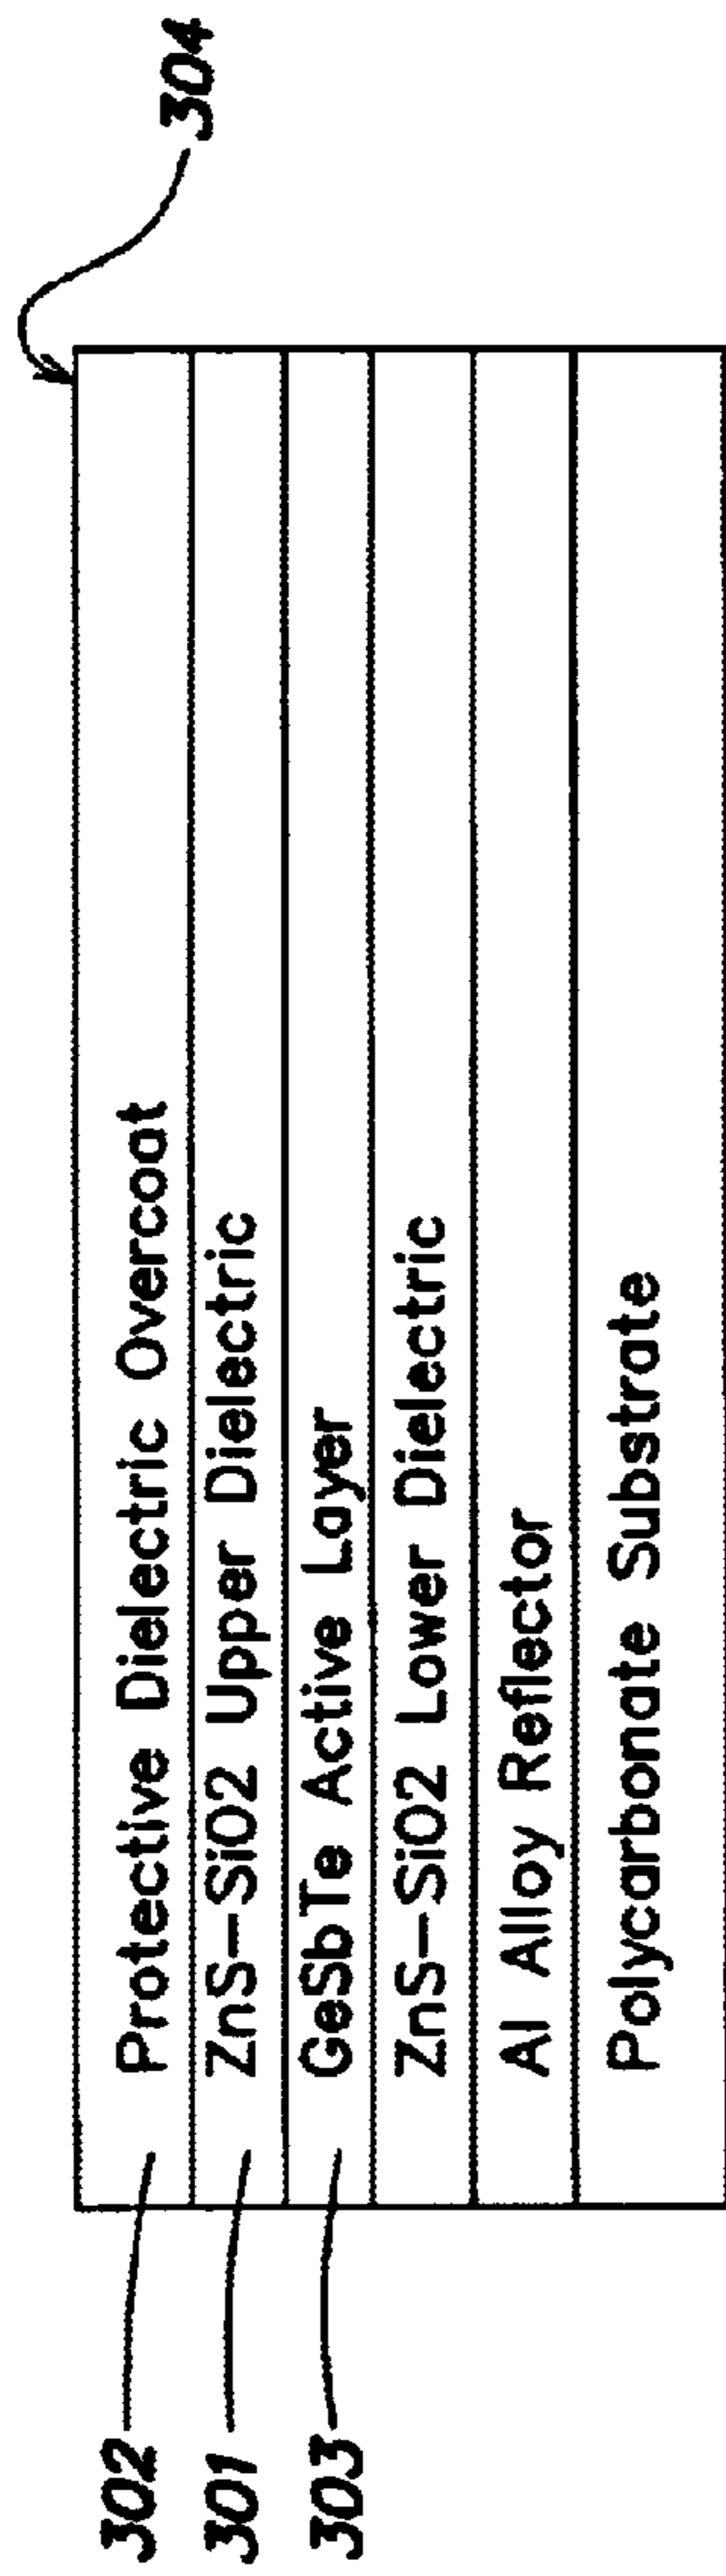 304
302
Protective Dielectric Overcoat
301
ZnS-SiO2 Upper Dielectric
303
GeSbTe Active Layer
ZnS-SiO2 Lower Dielectric
Al Alloy Reflector
Polycarbonate Substrate